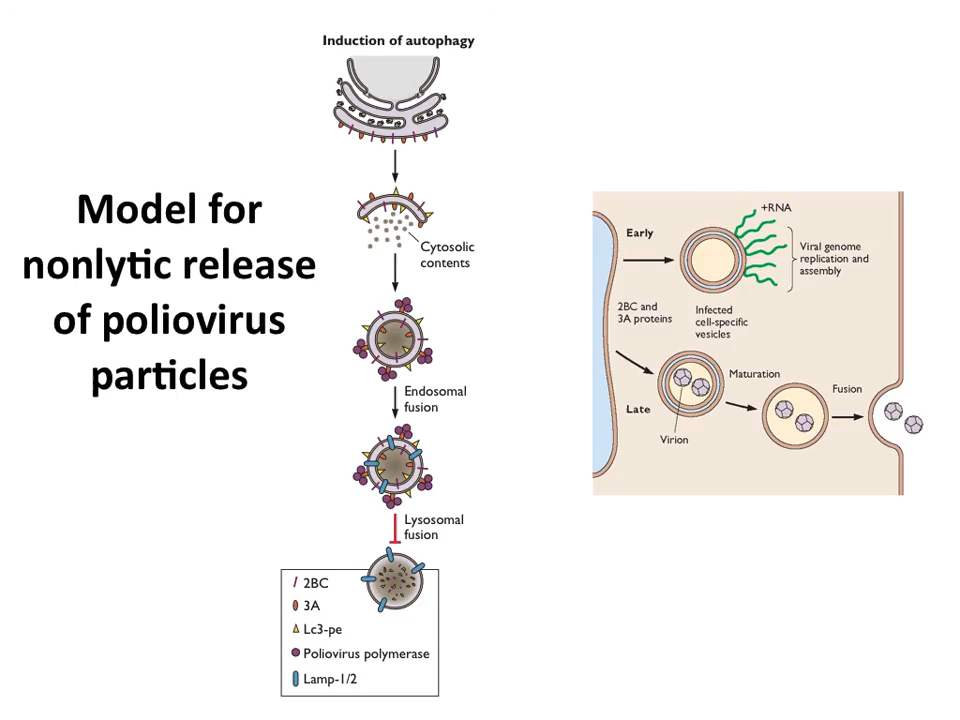 Model for
nonlytic release
of poliovirus
particles
Induction of autophagy
Cytosolic
contents
Endosomal
fusion
Lysosomal
fusion
2BC
3A
Lc3-pe
Poliovirus polymerase
Lamp-1/2
+RNA
Early
Viral genome
replication and
assembly
2BC and
3A proteins
Infected
cell-specific
vesicles
Maturation
Fusion
Late
Virion